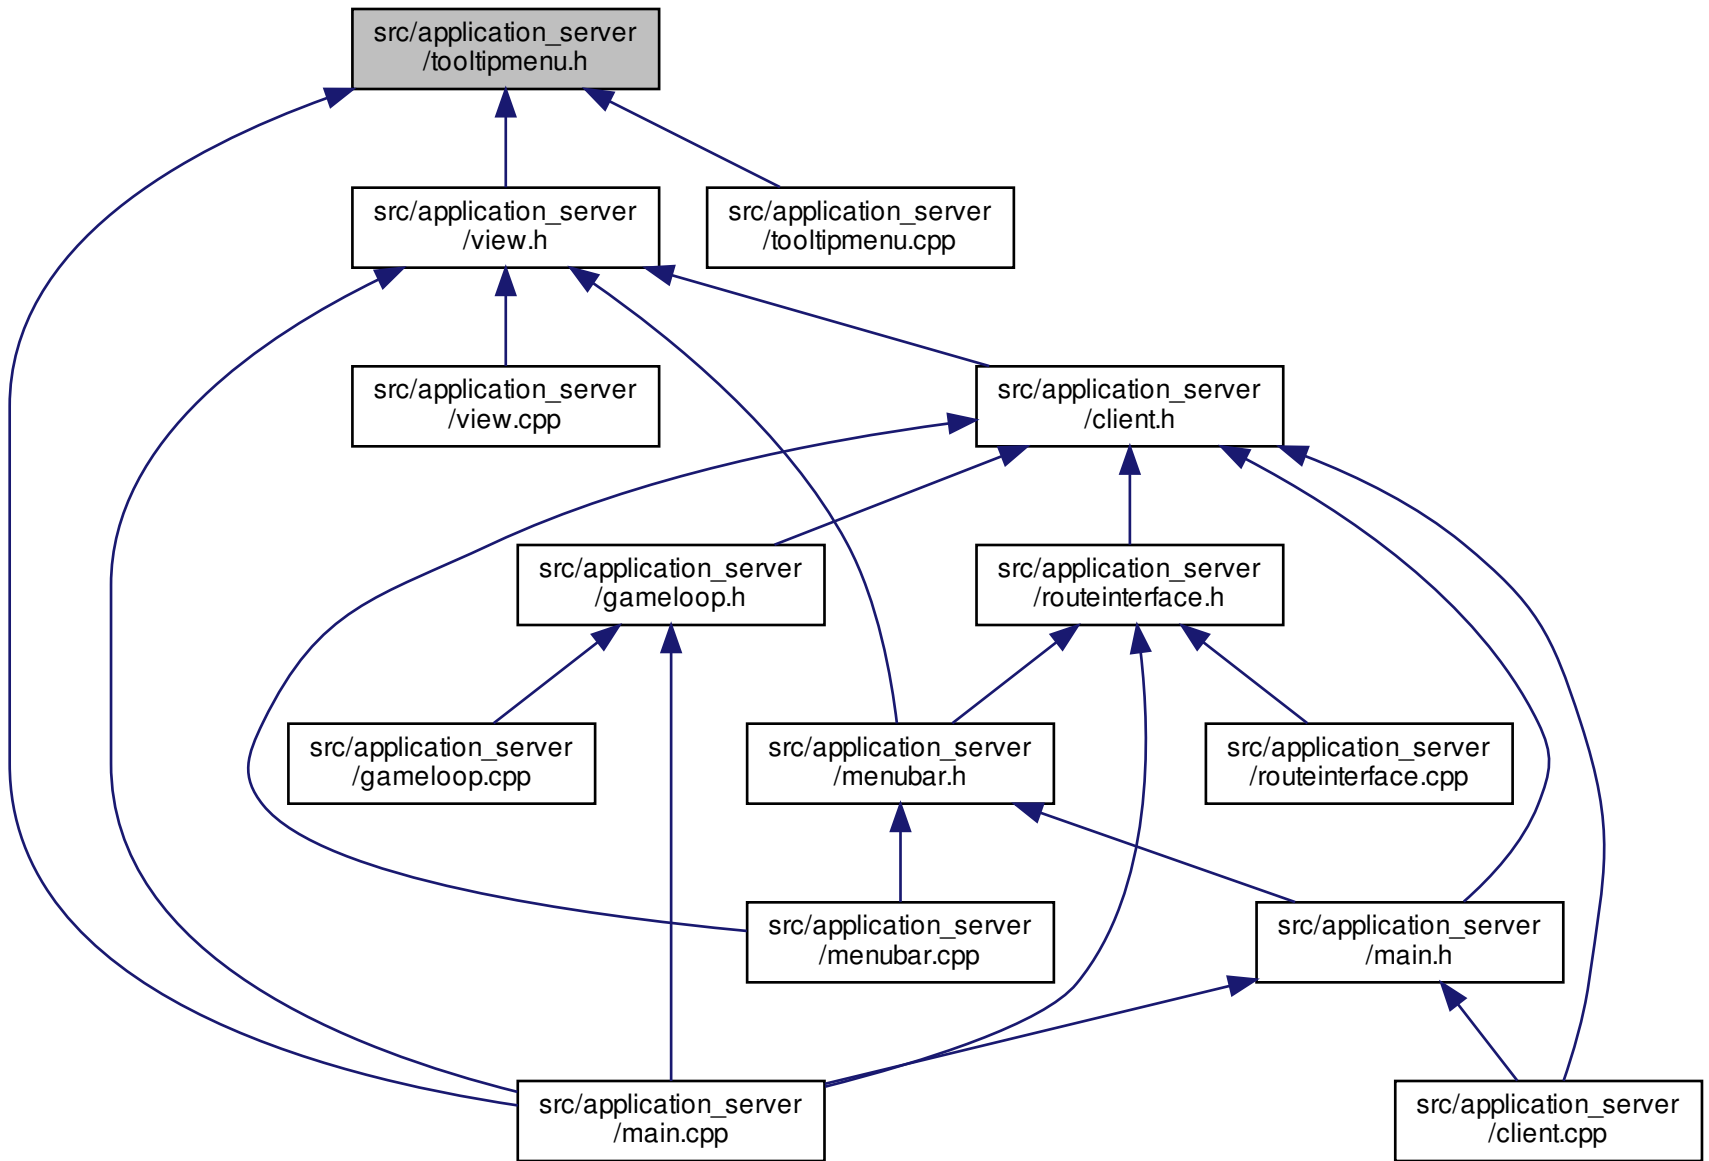 src/application_server
/tooltipmenu.h
src/application_server
/view.h
src/application_server
/tooltipmenu.cpp
src/application_server
/view.cpp
src/application_server
/client.h
src/application_server
/gameloop.h
src/application_server
/routeinterface.h
src/application_server
/gameloop.cpp
src/application_server
/menubar.h
src/application_server
/routeinterface.cpp
src/application_server
/menubar.cpp
src/application_server
/main.h
src/application_server
/main.cpp
src/application_server
/client.cpp